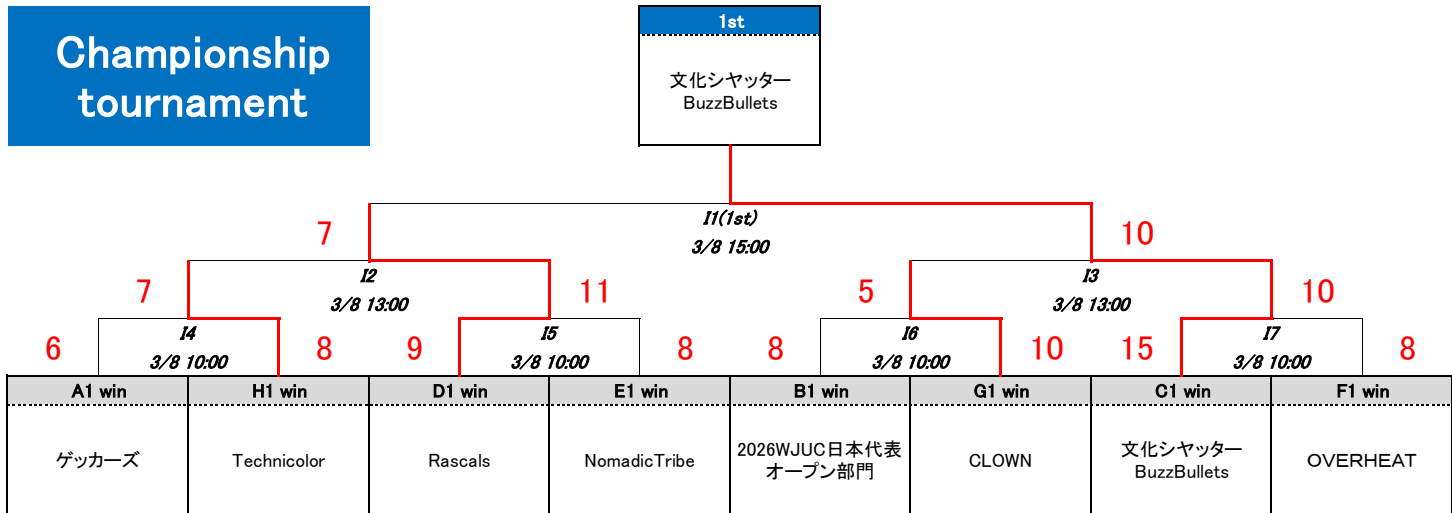 Championship
tournament
1st
文化シヤッター
BuzzBullets
I1(1st)
7
10
3/8 15:00
I2
I3
7
3/8 13:00
11
5
3/8 13:00
10
I4
I5
I6
I7
6
3/8 10:00
8
9
3/8 10:00
8
8
3/8 10:00
10
15
3/8 10:00
8
A1 win
H1 win
D1 win
E1 win
B1 win
G1 win
C1 win
F1 win
ゲッカーズ
Technicolor
Rascals
NomadicTribe
2026WJUC日本代表
オープン部門
CLOWN
文化シヤッター
BuzzBullets
OVERHEAT